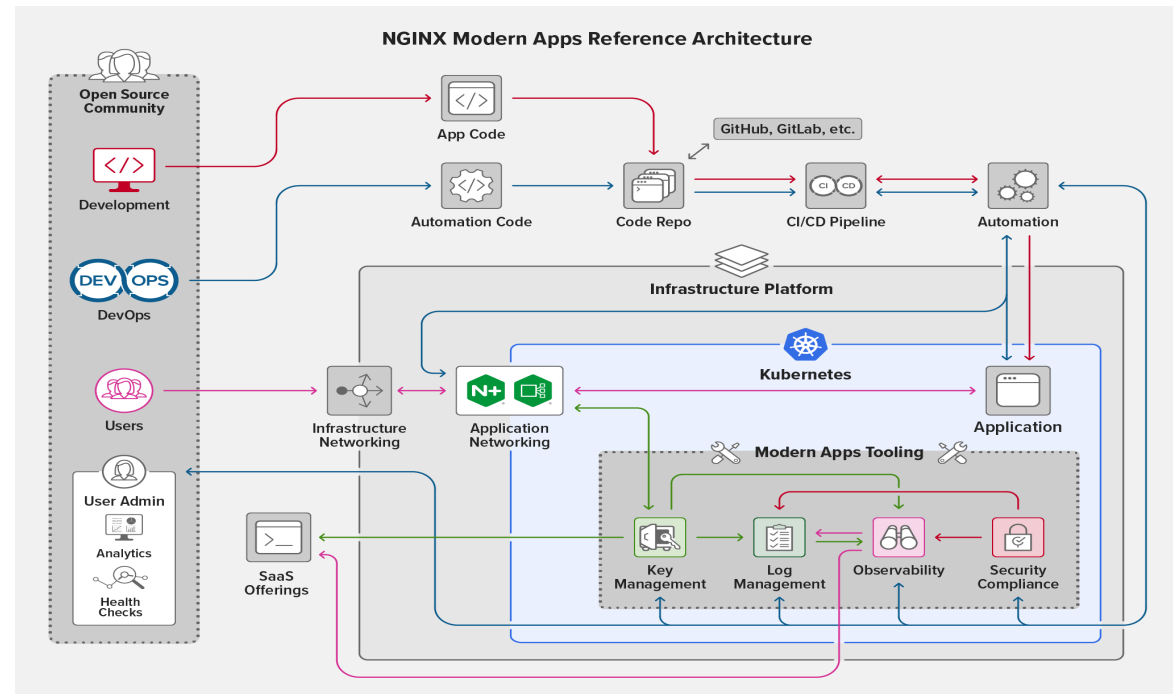 NGINX Modern Apps Reference Architecture
Open Source
Community
</>
Development
DEV OPS
DevOps
Users
User Admin
Analytics
Health
Checks
</>
App Code
</>
Automation Code
GitHub, GitLab, etc.
Code Repo
CI CD
CI/CD Pipeline
Automation
Infrastructure Platform
Kubernetes
Infrastructure
Networking
N+
Application
Networking
Application
Modern Apps Tooling
>_
SaaS
Offerings
Key
Management
Log
Management
Observability
Security
Compliance